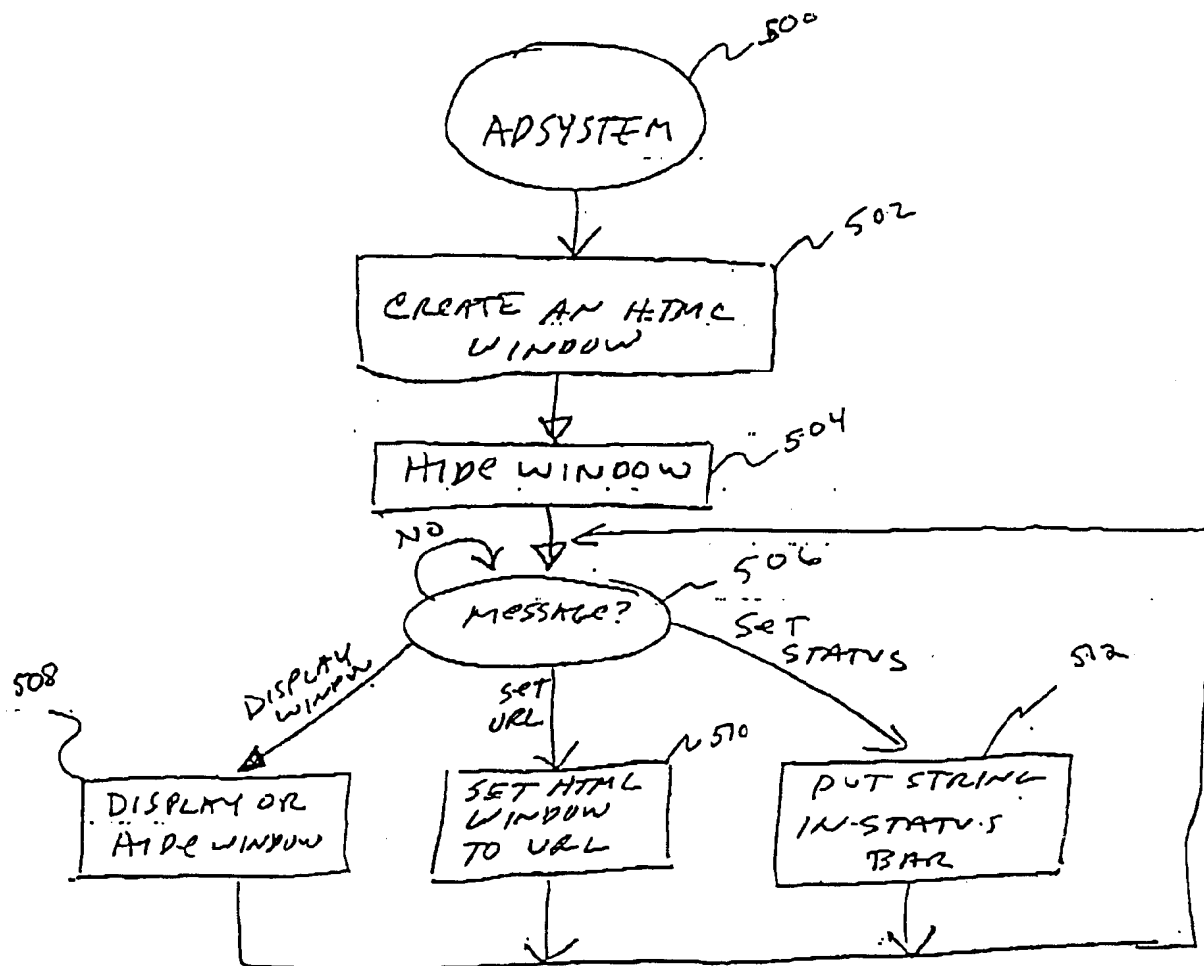 500
ADSYSTEM
502
CREATE AN HTML
WINDOW
504
HIDE WINDOW
NO
506
MESSAGE?
SET
STATUS
512
508
DISPLAY
WINDOW
SET
URL
510
DISPLAY OR
HIDE WINDOW
SET HTML
WINDOW
TO URL
PUT STRING
IN STATUS
BAR